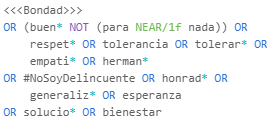 <<<Bondad>>>
OR (buen* NOT (para NEAR/1f nada)) OR
respet* OR tolerancia OR tolerar* OR
empati* OR herman*
OR #NoSoyDelincuente OR honrad* OR
generaliz* OR esperanza
OR solucio* OR bienestar